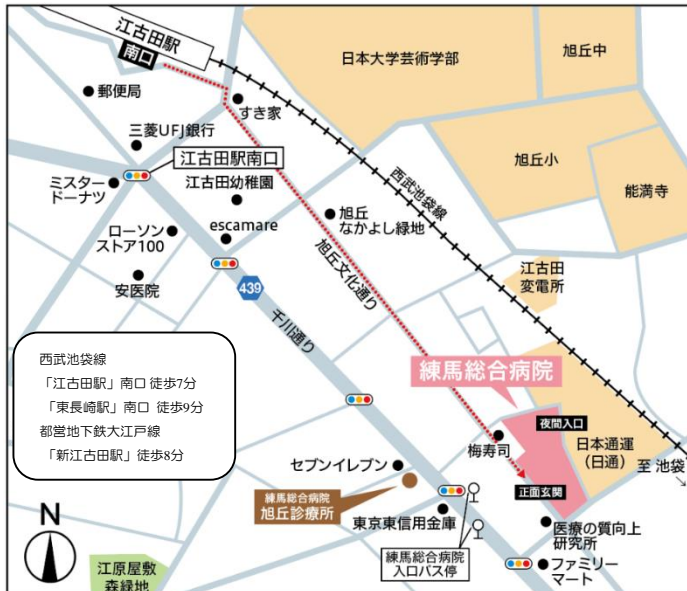 江古田駅
南口
日本大学芸術学部
旭丘中
郵便局
すき家
三菱UFJ銀行
江古田駅南口
旭丘小
能満寺
ミスター
ドーナツ
江古田幼稚園
西武池袋線
ローソン
ストア100
escamare
旭丘
なかよし緑地
安医院
439
旭丘文化通り
江古田
変電所
千川通り
西武池袋線
「江古田駅」南口 徒歩7分
「東長崎駅」南口 徒歩9分
都営地下鉄大江戸線
「新江古田駅」徒歩8分
練馬総合病院
夜間入口
梅寿司
日本通運
(日通)
至 池袋
セブンイレブン
正面玄関
練馬総合病院
旭丘診療所
東京東信用金庫
医療の質向上
研究所
練馬総合病院
入口バス停
ファミリー
マート
N
江原屋敷
森緑地